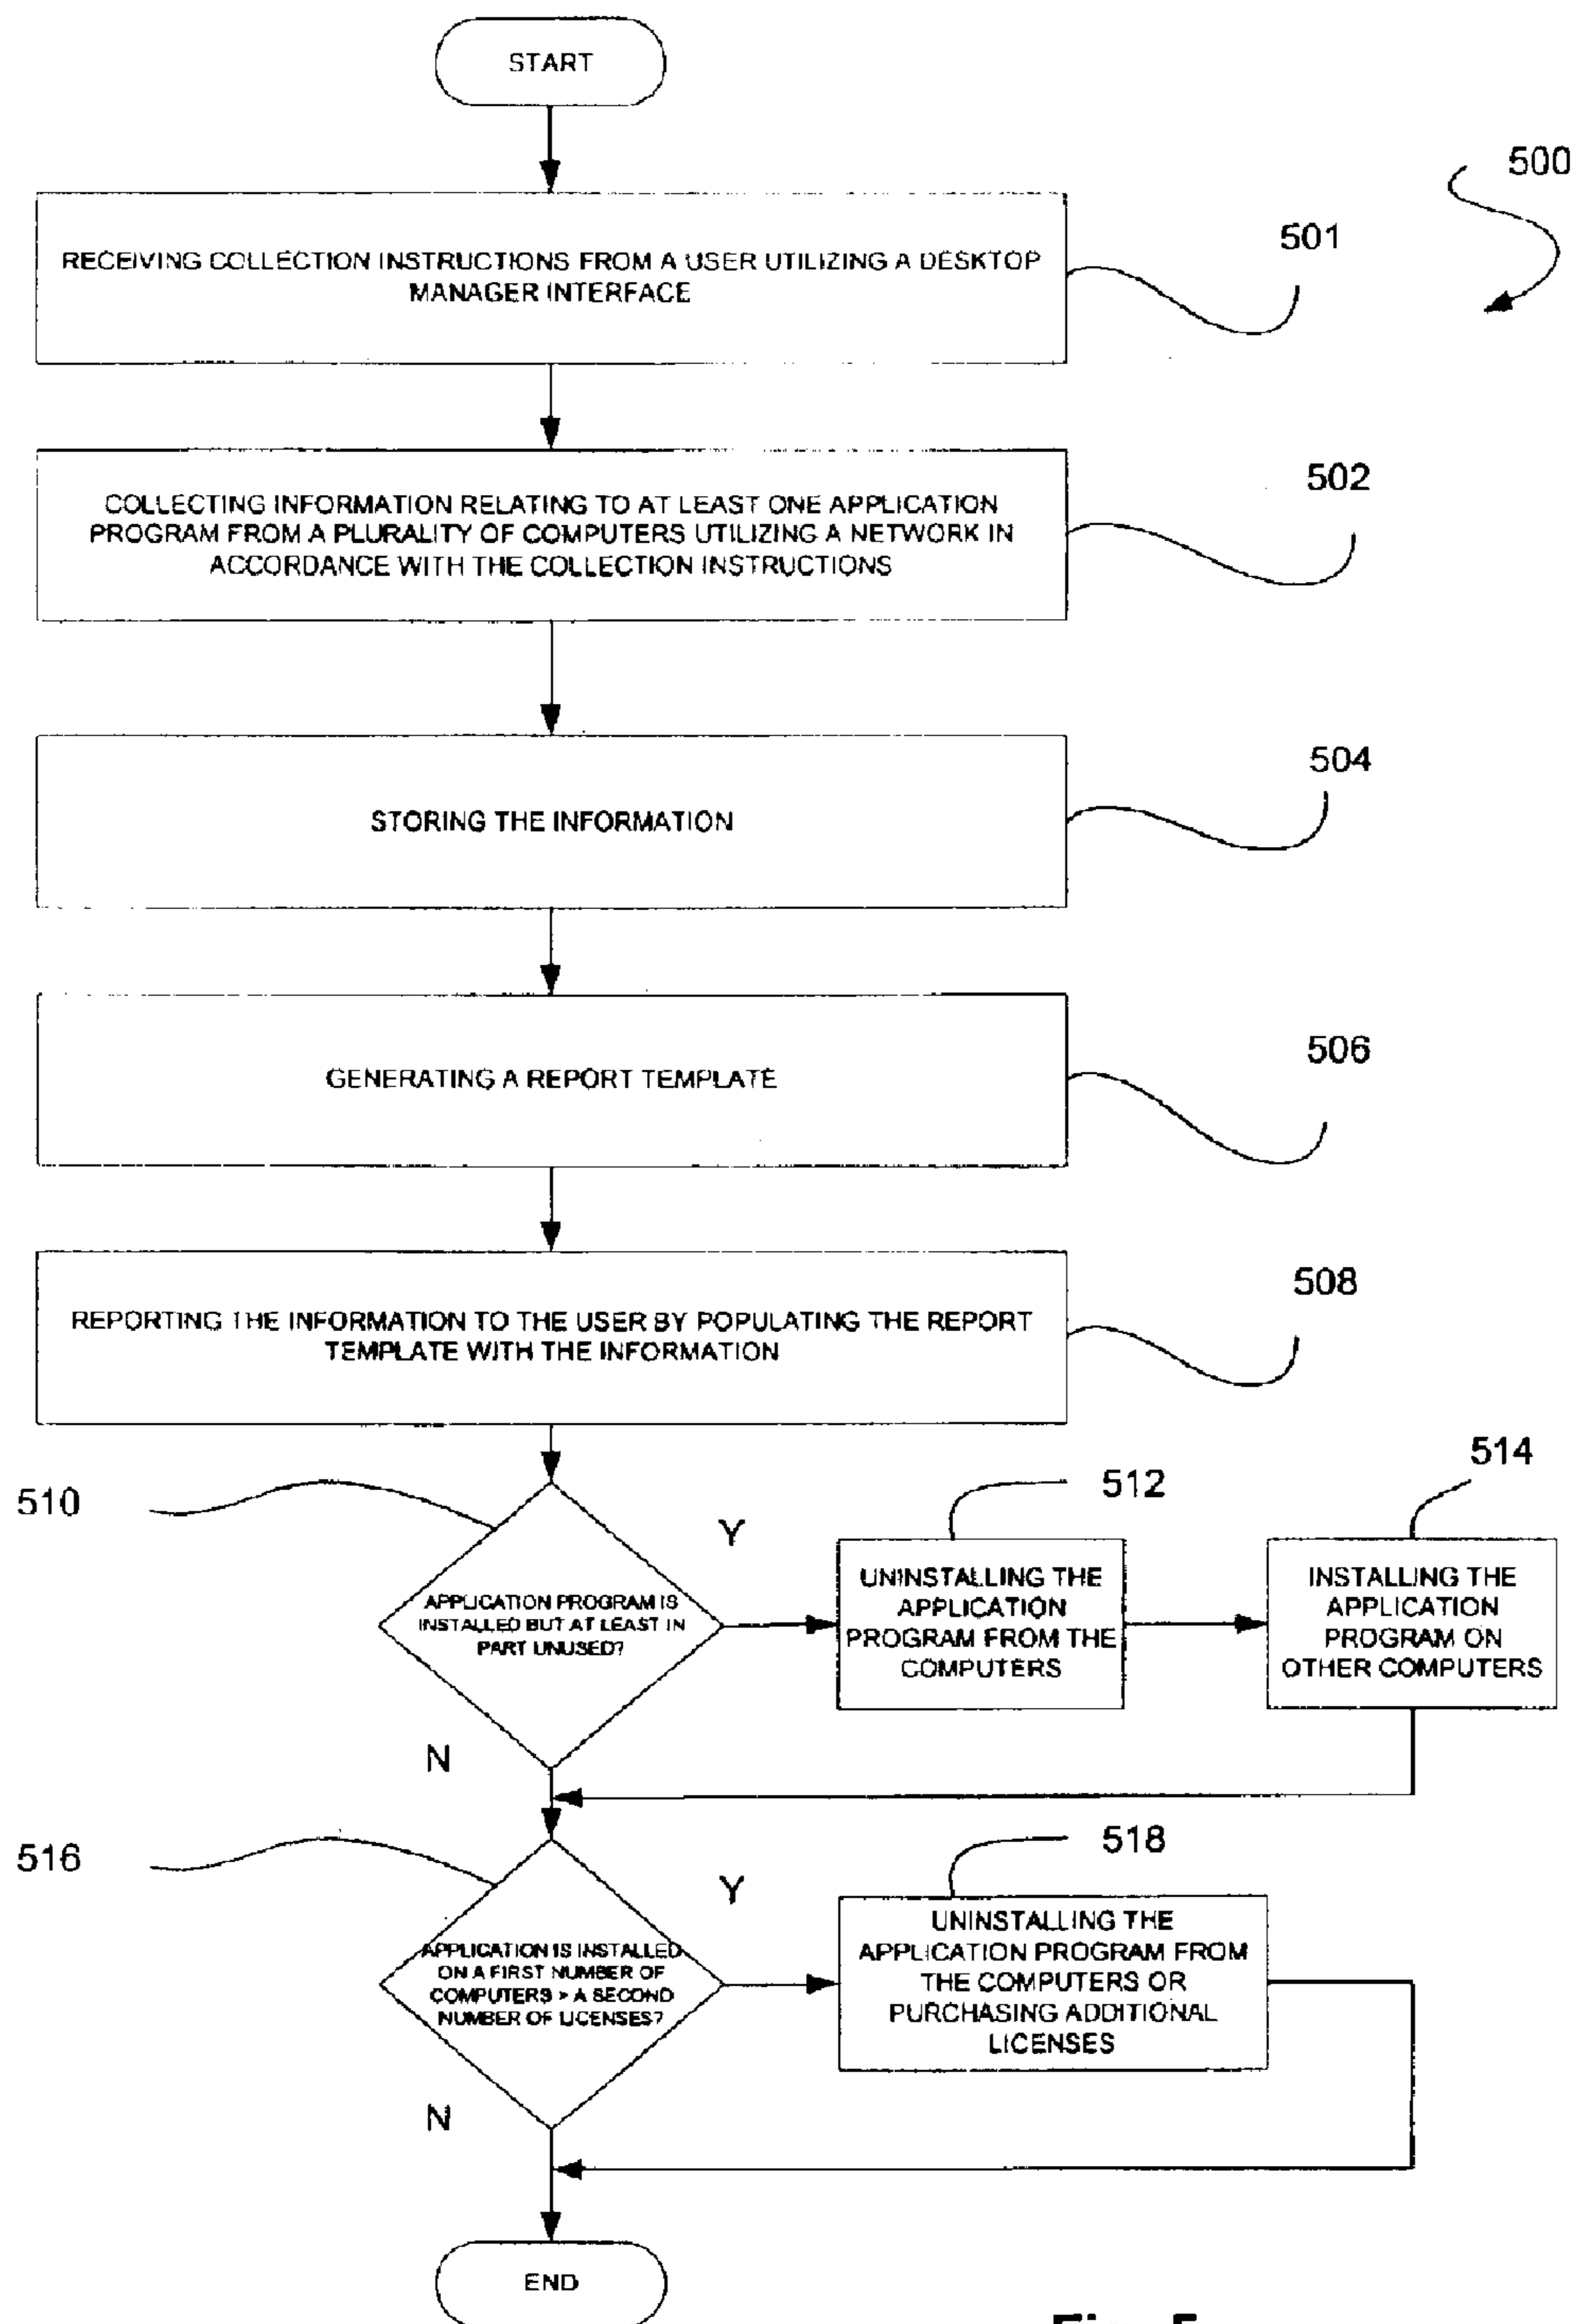 START
500
501
RECEIVING COLLECTION INSTRUCTIONS FROM A USER UTILIZING A DESKTOP
MANAGER INTERFACE
502
COLLECTING INFORMATION RELATING TO AT LEAST ONE APPLICATION
PROGRAM FROM A PLURALITY OF COMPUTERS UTILIZING A NETWORK IN
ACCORDANCE WITH THE COLLECTION INSTRUCTIONS
504
STORING THE INFORMATION
506
GENERATING A REPORT TEMPLATE
508
REPORTING THE INFORMATION TO THE USER BY POPULATING THE REPORT
TEMPLATE WITH THE INFORMATION
510
APPLICATION PROGRAM IS
INSTALLED BUT AT LEAST IN
PART UNUSED?
Y
N
512
UNINSTALLING THE
APPLICATION
PROGRAM FROM THE
COMPUTERS
514
INSTALLING THE
APPLICATION
PROGRAM ON
OTHER COMPUTERS
516
APPLICATION IS INSTALLED
ON A FIRST NUMBER OF
COMPUTERS > A SECOND
NUMBER OF LICENSES?
Y
N
518
UNINSTALLING THE
APPLICATION PROGRAM FROM
THE COMPUTERS OR
PURCHASING ADDITIONAL
LICENSES
END